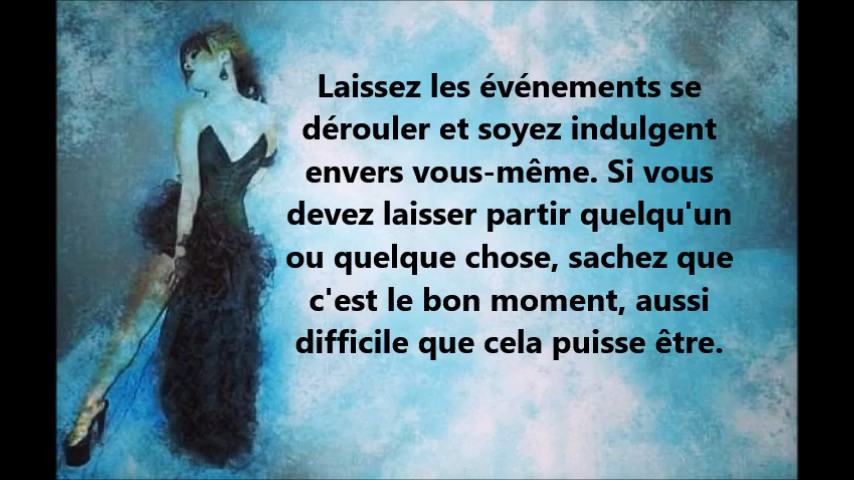 Laissez les événements se
dérouler et soyez indulgent
envers vous-même. Si vous
devez laisser partir quelqu'un
ou quelque chose, sachez que
c'est le bon moment, aussi
difficile que cela puisse être.